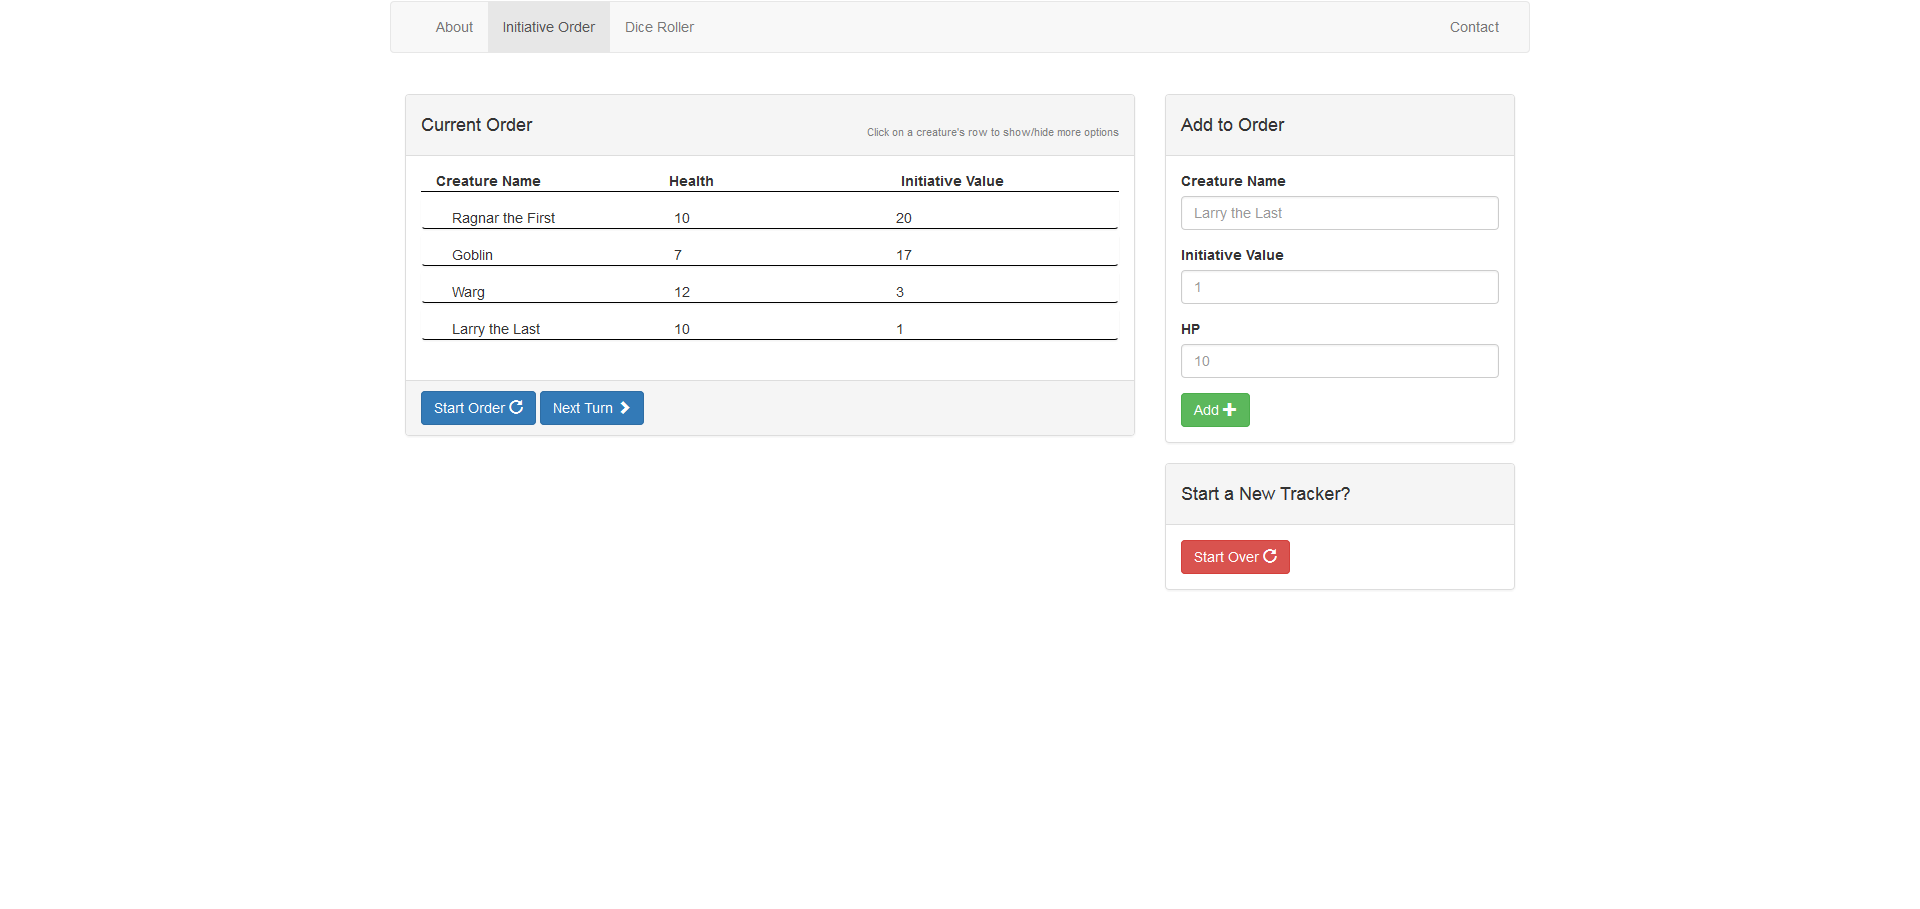 About Initiative Order Dice Roller Contact
Current Order
Click on a creature's row to show/hide more options
Creature Name Health Initiative Value
Ragnar the First 10 20
Goblin 7 17
Warg 12 3
Larry the Last 10 1
Start Order Next Turn
Add to Order
Creature Name
Larry the Last
Initiative Value
1
HP
10
Add
Start a New Tracker?
Start Over